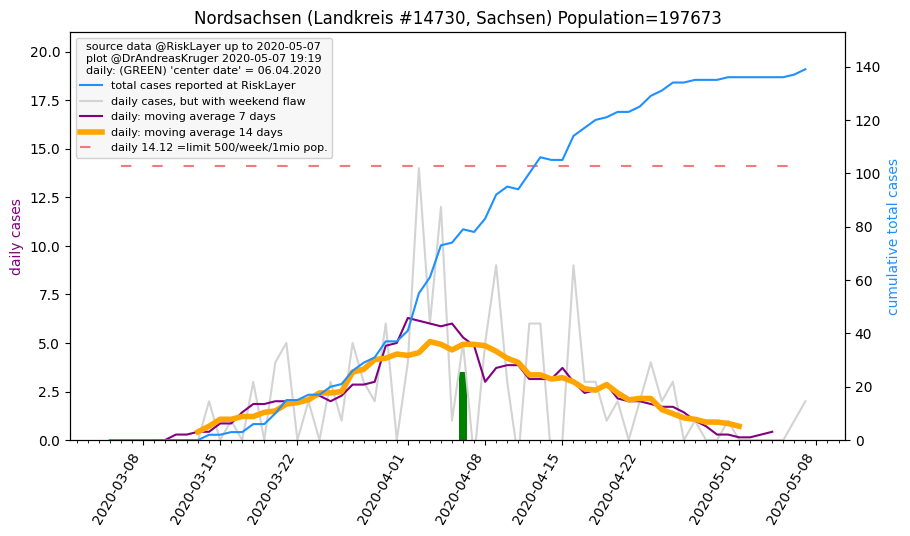 Nordsachsen (Landkreis #14730, Sachsen) Population=197673
source data @RiskLayer up to 2020-05-07
plot @DrAndreasKruger 2020-05-07 19:19
daily: (GREEN) 'center date' = 06.04.2020
total cases reported at RiskLayer
daily cases, but with weekend flaw
daily: moving average 7 days
daily: moving average 14 days
daily 14.12 =limit 500/week/1mio pop.
daily cases
20.0
17.5
15.0
12.5
10.0
7.5
5.0
2.5
0.0
140
120
100
80
60
40
20
0
cumulative total cases
2020-03-08
2020-03-15
2020-03-22
2020-04-01
2020-04-08
2020-04-15
2020-04-22
2020-05-01
2020-05-08